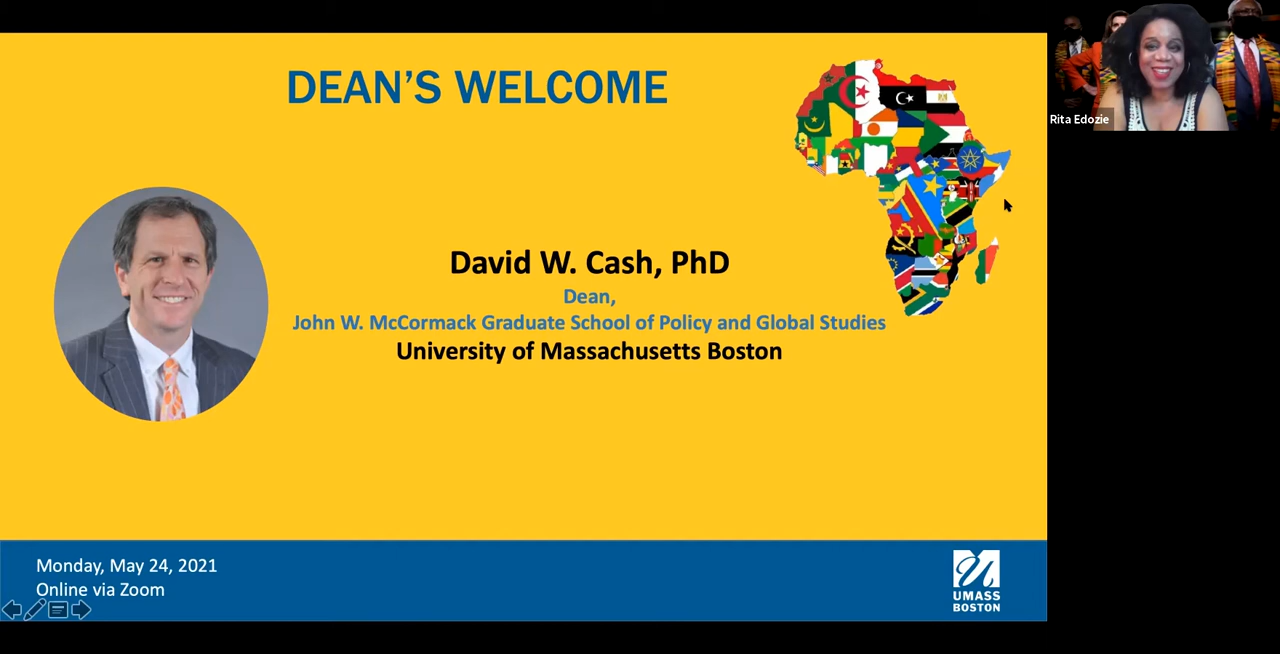 DEAN'S WELCOME
Rita Edozie
David W. Cash, PhD
Dean,
John W. McCormack Graduate School of Policy and Global Studies
University of Massachusetts Boston
Monday, May 24, 2021
Online via Zoom
UMASS
BOSTON